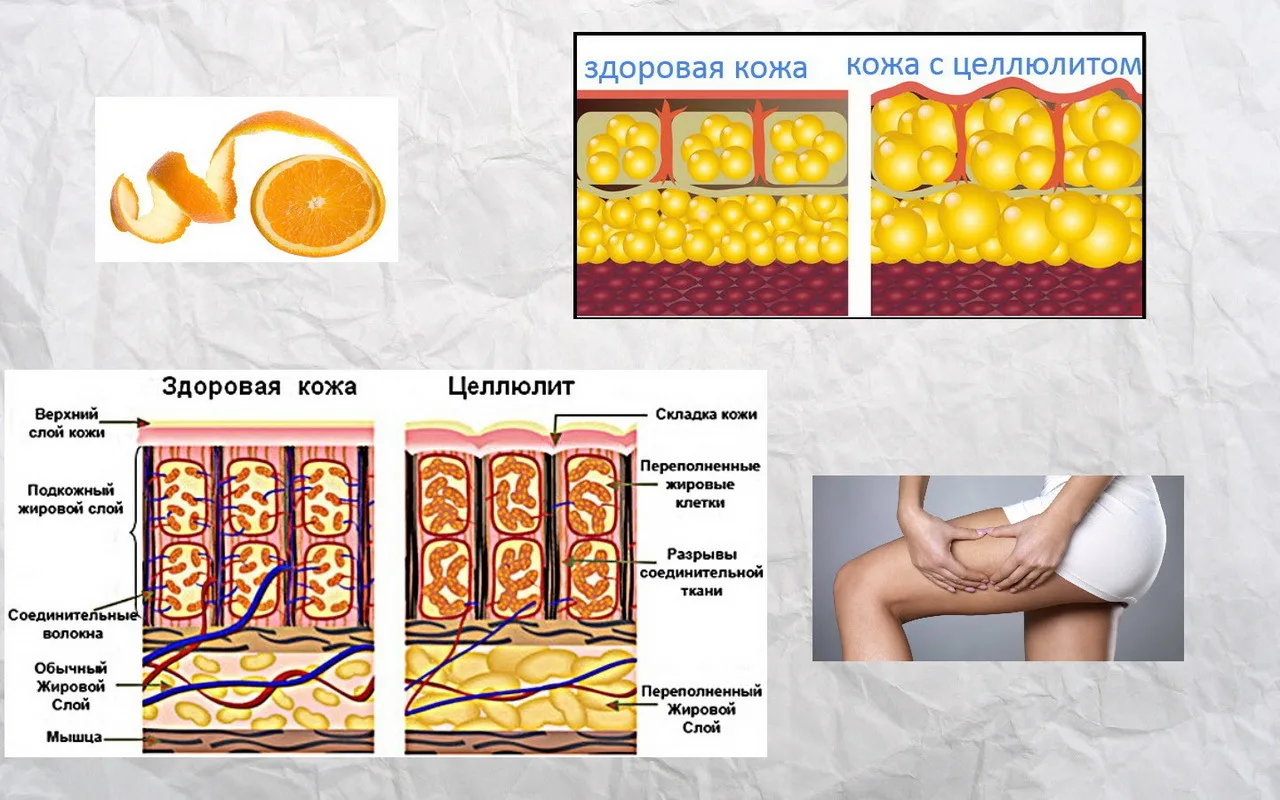 здоровая кожа
кожа с целлюлитом
Здоровая кожа
Целлюлит
Верхний
слой кожи
Подкожный
жировой слой
Соединительные
волокна
Обычный
Жировой
Слой
Мышца
Складка кожи
Переполненные
жировые
клетки
Разрывы
соединительной
ткани
Переполненный
Жировой
Слой